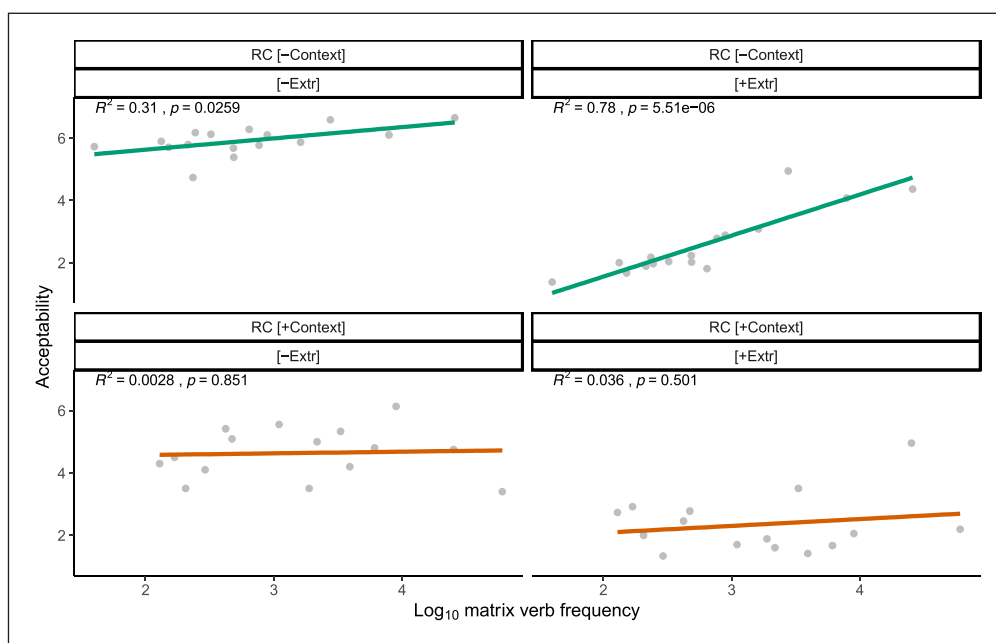 RC [−Context]
[−Extr]
R² = 0.31 , p = 0.0259
RC [−Context]
[+Extr]
R² = 0.78 , p = 5.51e−06
6
4
2
RC [+Context]
[−Extr]
R² = 0.0028 , p = 0.851
RC [+Context]
[+Extr]
R² = 0.036 , p = 0.501
6
4
2
Acceptability
2 3 4
2 3 4
Log₁₀ matrix verb frequency